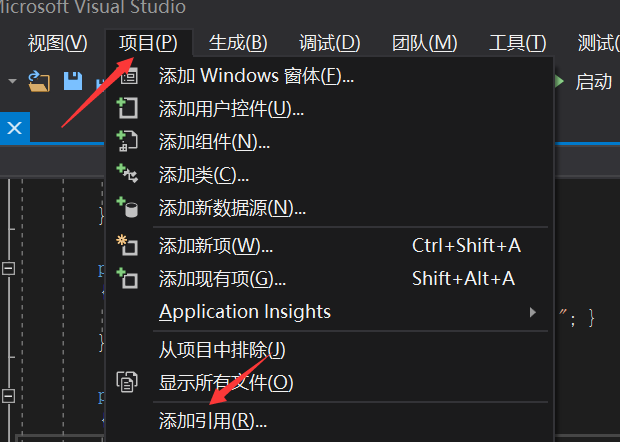 Microsoft Visual Studio
视图(V) 项目(P) 生成(B) 调试(D) 团队(M) 工具(T) 测试(
启动
添加 Windows 窗体(F)...
添加用户控件(U)...
添加组件(N)...
添加类(C)...
添加新数据源(N)...
添加新项(W)... Ctrl+Shift+A
添加现有项(G)... Shift+Alt+A
Application Insights
从项目中排除(J)
显示所有文件(O)
添加引用(R)...
}
p
"; }
}
p